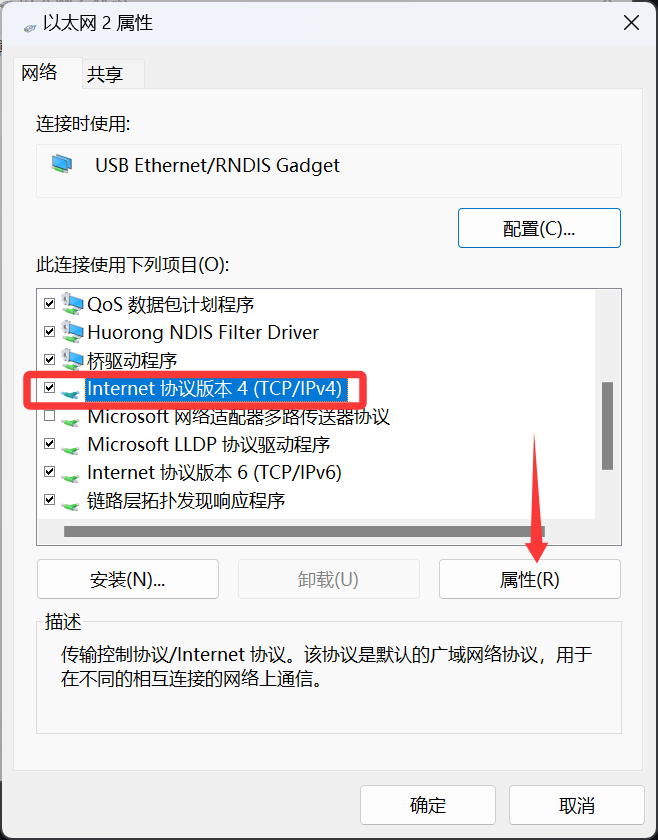 以太网 2 属性
网络
共享
连接时使用:
USB Ethernet/RNDIS Gadget
配置(C)...
此连接使用下列项目(O):
QoS 数据包计划程序
Huorong NDIS Filter Driver
桥驱动程序
Internet 协议版本 4 (TCP/IPv4)
Microsoft 网络适配器多路传送器协议
Microsoft LLDP 协议驱动程序
Internet 协议版本 6 (TCP/IPv6)
链路层拓扑发现响应程序
安装(N)...
卸载(U)
属性(R)
描述
传输控制协议/Internet 协议。该协议是默认的广域网络协议，用于
在不同的相互连接的网络上通信。
确定
取消